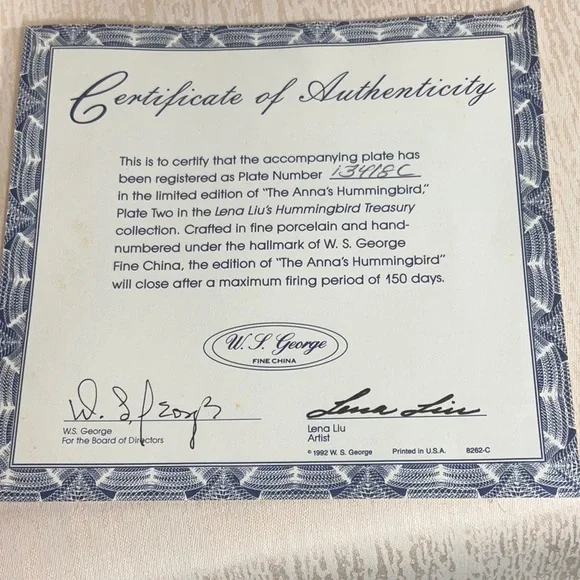 Certificate of Authenticity
This is to certify that the accompanying plate has
been registered as Plate Number 13418C
in the limited edition of "The Anna's Hummingbird,"
Plate Two in the Lena Liu's Hummingbird Treasury
collection. Crafted in fine porcelain and hand-
numbered under the hallmark of W. S. George
Fine China, the edition of "The Anna's Hummingbird"
will close after a maximum firing period of 150 days.
W. S. George
FINE CHINA
W. S. George
W.S. George
For the Board of Directors
Lena Liu
Lena Liu
Artist
© 1992 W. S. George Printed in U.S.A. 8262-C